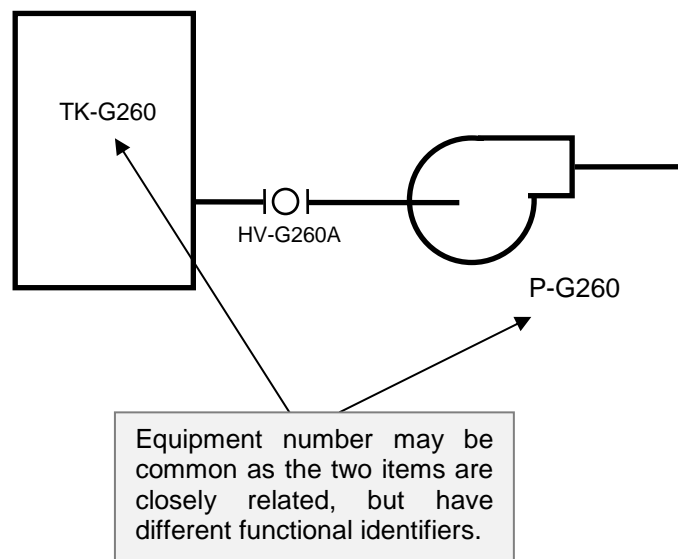 TK-G260
HV-G260A
P-G260
Equipment number may be
common as the two items are
closely related, but have
different functional identifiers.